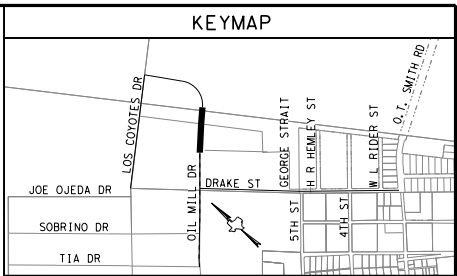 KEYMAP
LOS COYOTES DR
OIL MILL DR
GEORGE STRAIT
H R HEMLEY ST
W L RIDER ST
O. T. SMITH RD
JOE OJEDA DR
DRAKE ST
5TH ST
4TH ST
SOBRINO DR
TIA DR